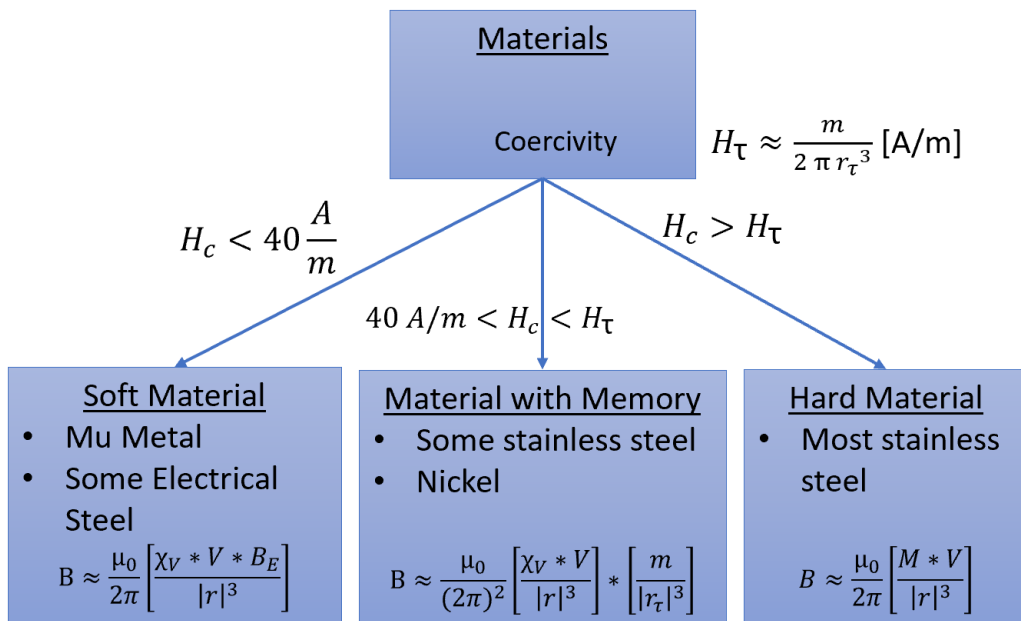 Materials
Coercivity
H_τ ≈ m / (2 π r_τ³) [A/m]
H_c < 40 A/m
40 A/m < H_c < H_τ
H_c > H_τ
Soft Material
• Mu Metal
• Some Electrical
Steel
B ≈ μ₀/2π [χ_V * V * B_E / |r|³]
Material with Memory
• Some stainless steel
• Nickel
B ≈ μ₀/(2π)² [χ_V * V / |r|³] * [m / |r_τ|³]
Hard Material
• Most stainless
steel
B ≈ μ₀/2π [M * V / |r|³]